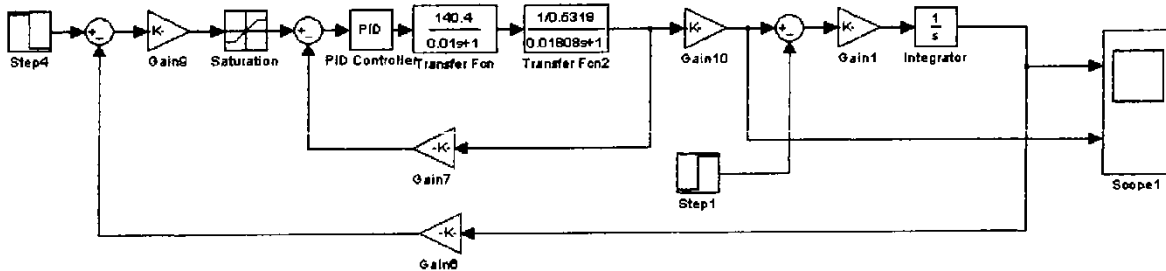 Step4
-K-
Gain9
Saturation
PID
PID Controller
140.4
0.01s+1
Transfer Fcn
1/0.5319
0.01808s+1
Transfer Fcn2
-K-
Gain10
-K-
Gain1
1
s
Integrator
Scope1
-K-
Gain7
Step1
-K-